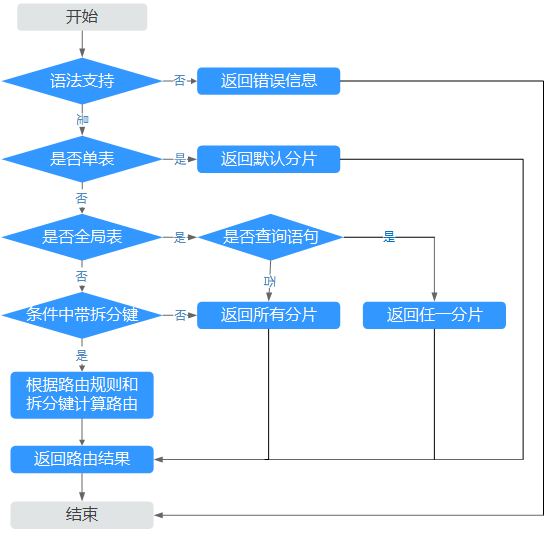 开始
语法支持
否
返回错误信息
是
是否单表
是
返回默认分片
否
是否全局表
是
是否查询语句
是
否
否
条件中带拆分键
否
返回所有分片
返回任一分片
是
根据路由规则和
拆分键计算路由
返回路由结果
结束